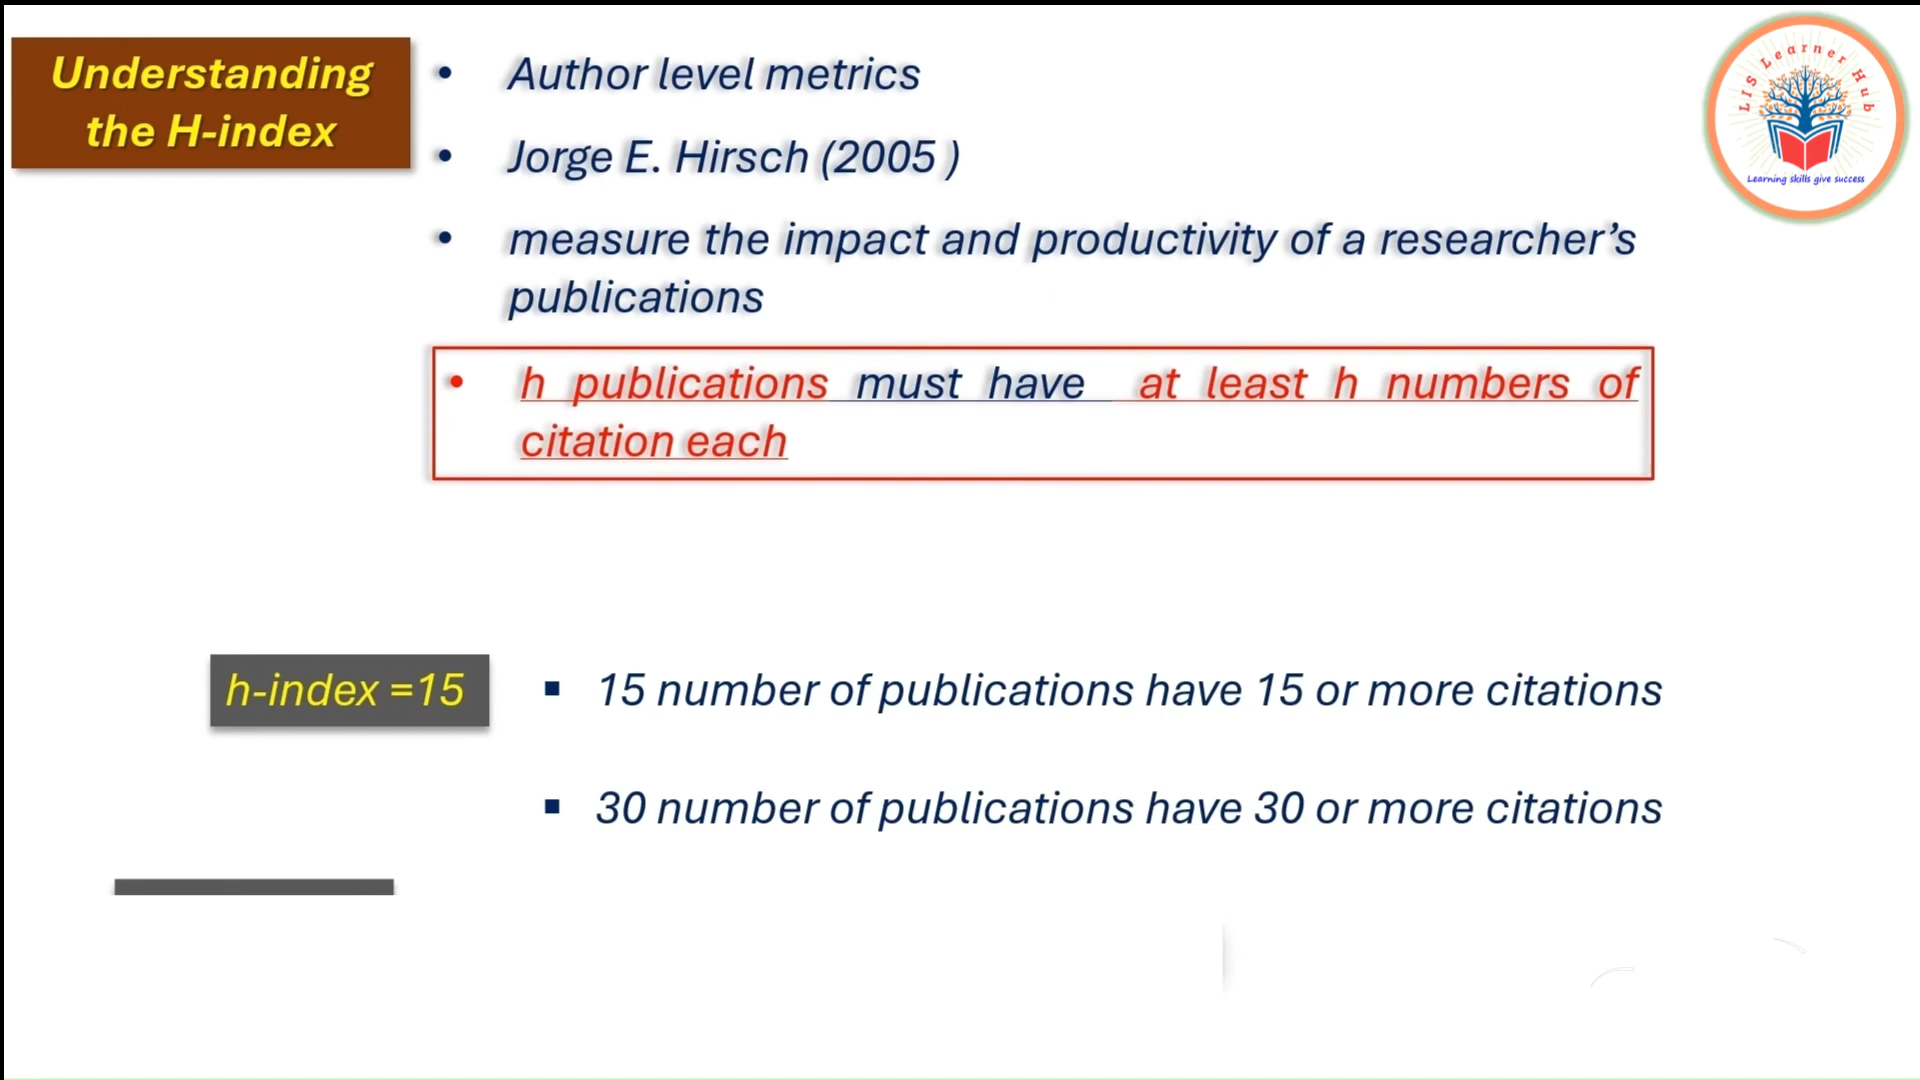 Understanding
the H-index
• Author level metrics
• Jorge E. Hirsch (2005 )
• measure the impact and productivity of a researcher’s
publications
• h publications must have at least h numbers of
citation each
h-index =15
▪ 15 number of publications have 15 or more citations
▪ 30 number of publications have 30 or more citations
LIS Learner Hub
Learning skills give success